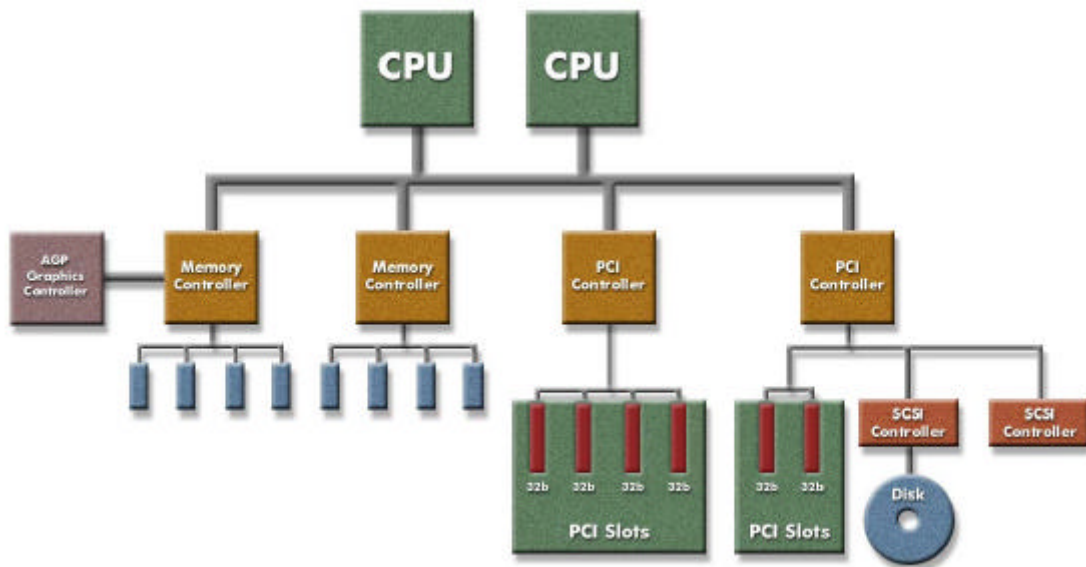 CPU
CPU
AGP
Graphics
Controller
Memory
Controller
Memory
Controller
PCI
Controller
PCI
Controller
SCSI
Controller
SCSI
Controller
32b 32b 32b 32b
32b 32b
Disk
PCI Slots
PCI Slots